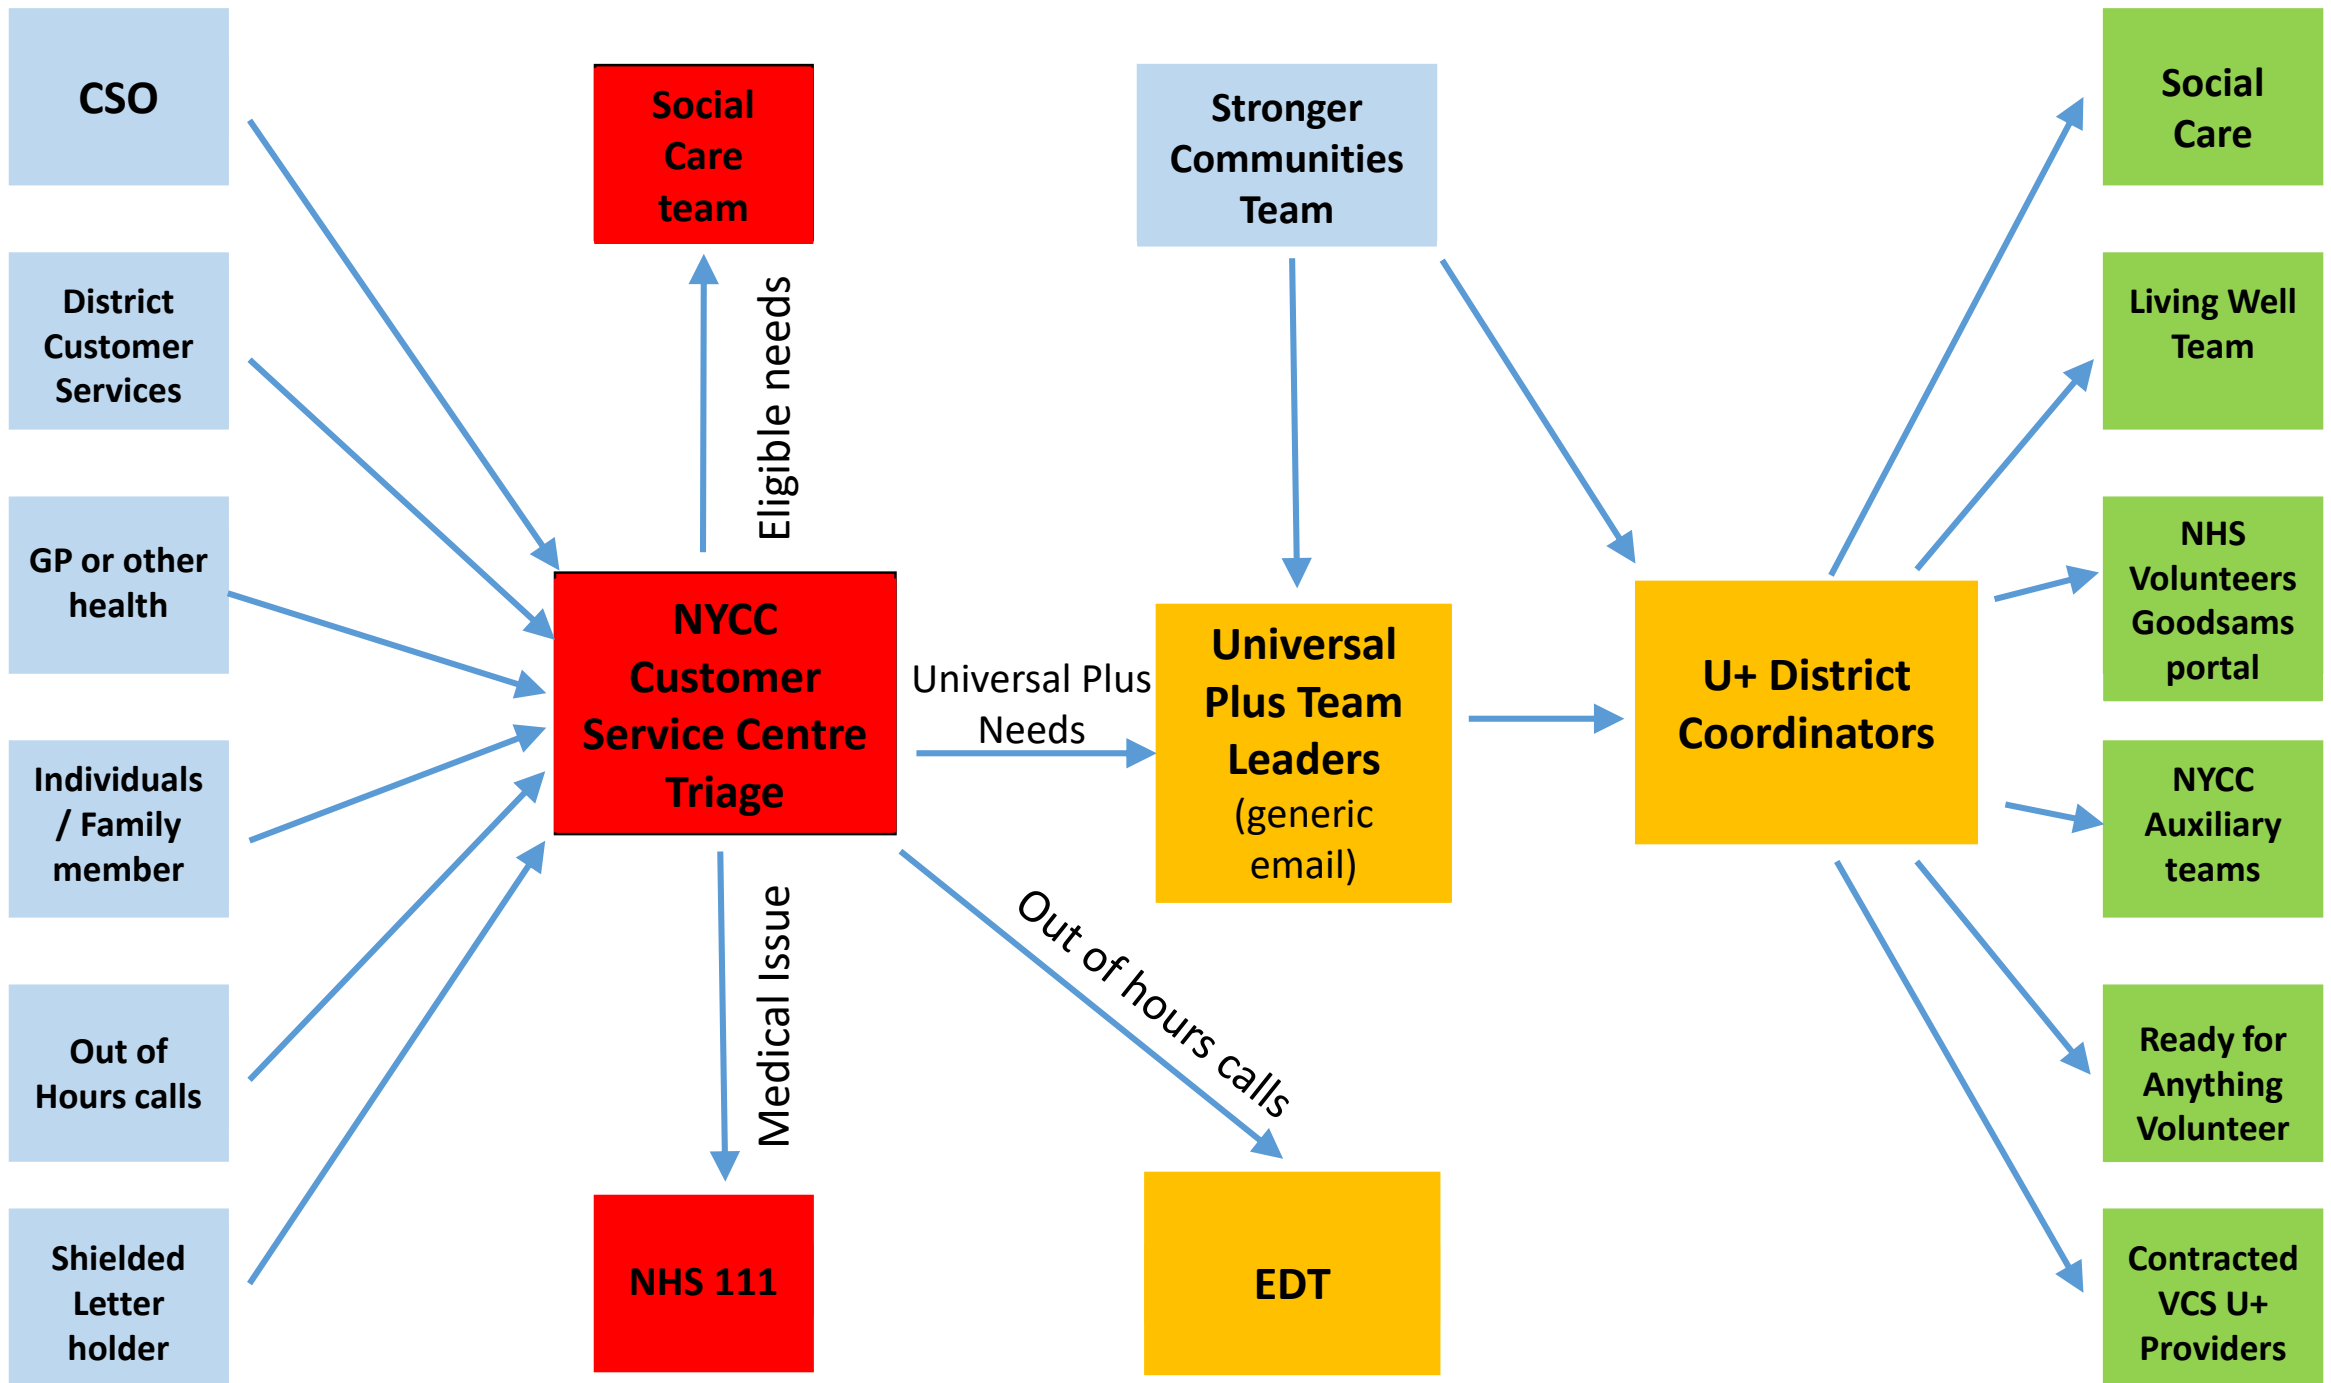 CSO
District
Customer
Services
GP or other
health
Individuals
/ Family
member
Out of
Hours calls
Shielded
Letter
holder
Social
Care
team
Eligible needs
NYCC
Customer
Service Centre
Triage
Medical Issue
NHS 111
Universal Plus
Needs
Out of hours calls
Stronger
Communities
Team
Universal
Plus Team
Leaders
(generic
email)
EDT
U+ District
Coordinators
Social
Care
Living Well
Team
NHS
Volunteers
Goodsams
portal
NYCC
Auxiliary
teams
Ready for
Anything
Volunteer
Contracted
VCS U+
Providers